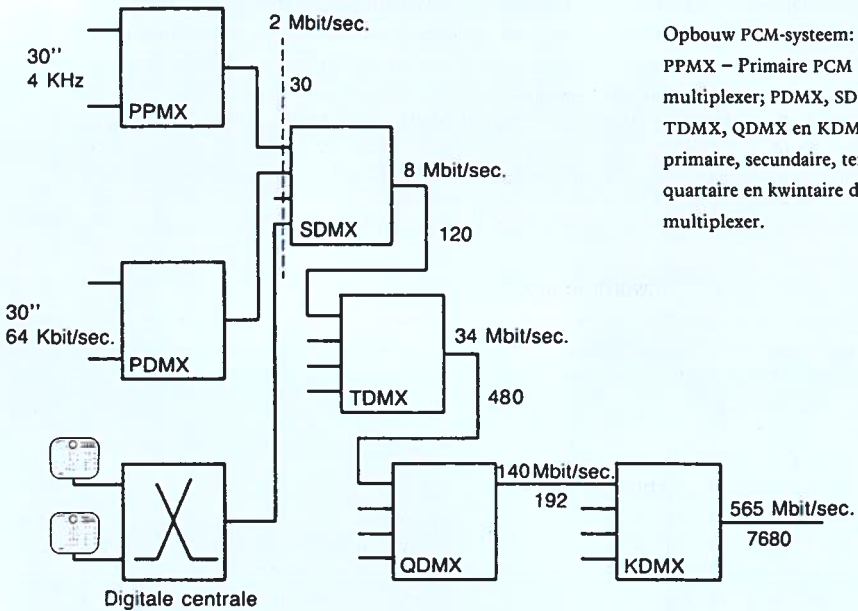 2 Mbit/sec.
30''
4 KHz
PPMX
30
SDMX
8 Mbit/sec.
120
30''
64 Kbit/sec.
PDMX
34 Mbit/sec.
TDMX
480
140 Mbit/sec.
192
QDMX
565 Mbit/sec.
7680
KDMX
Digitale centrale
Opbouw PCM-systeem:
PPMX – Primaire PCM
multiplexer; PDMX, SD
TDMX, QDMX en KDM
primaire, secundaire, te
quartaire en kwintaire d
multiplexer.